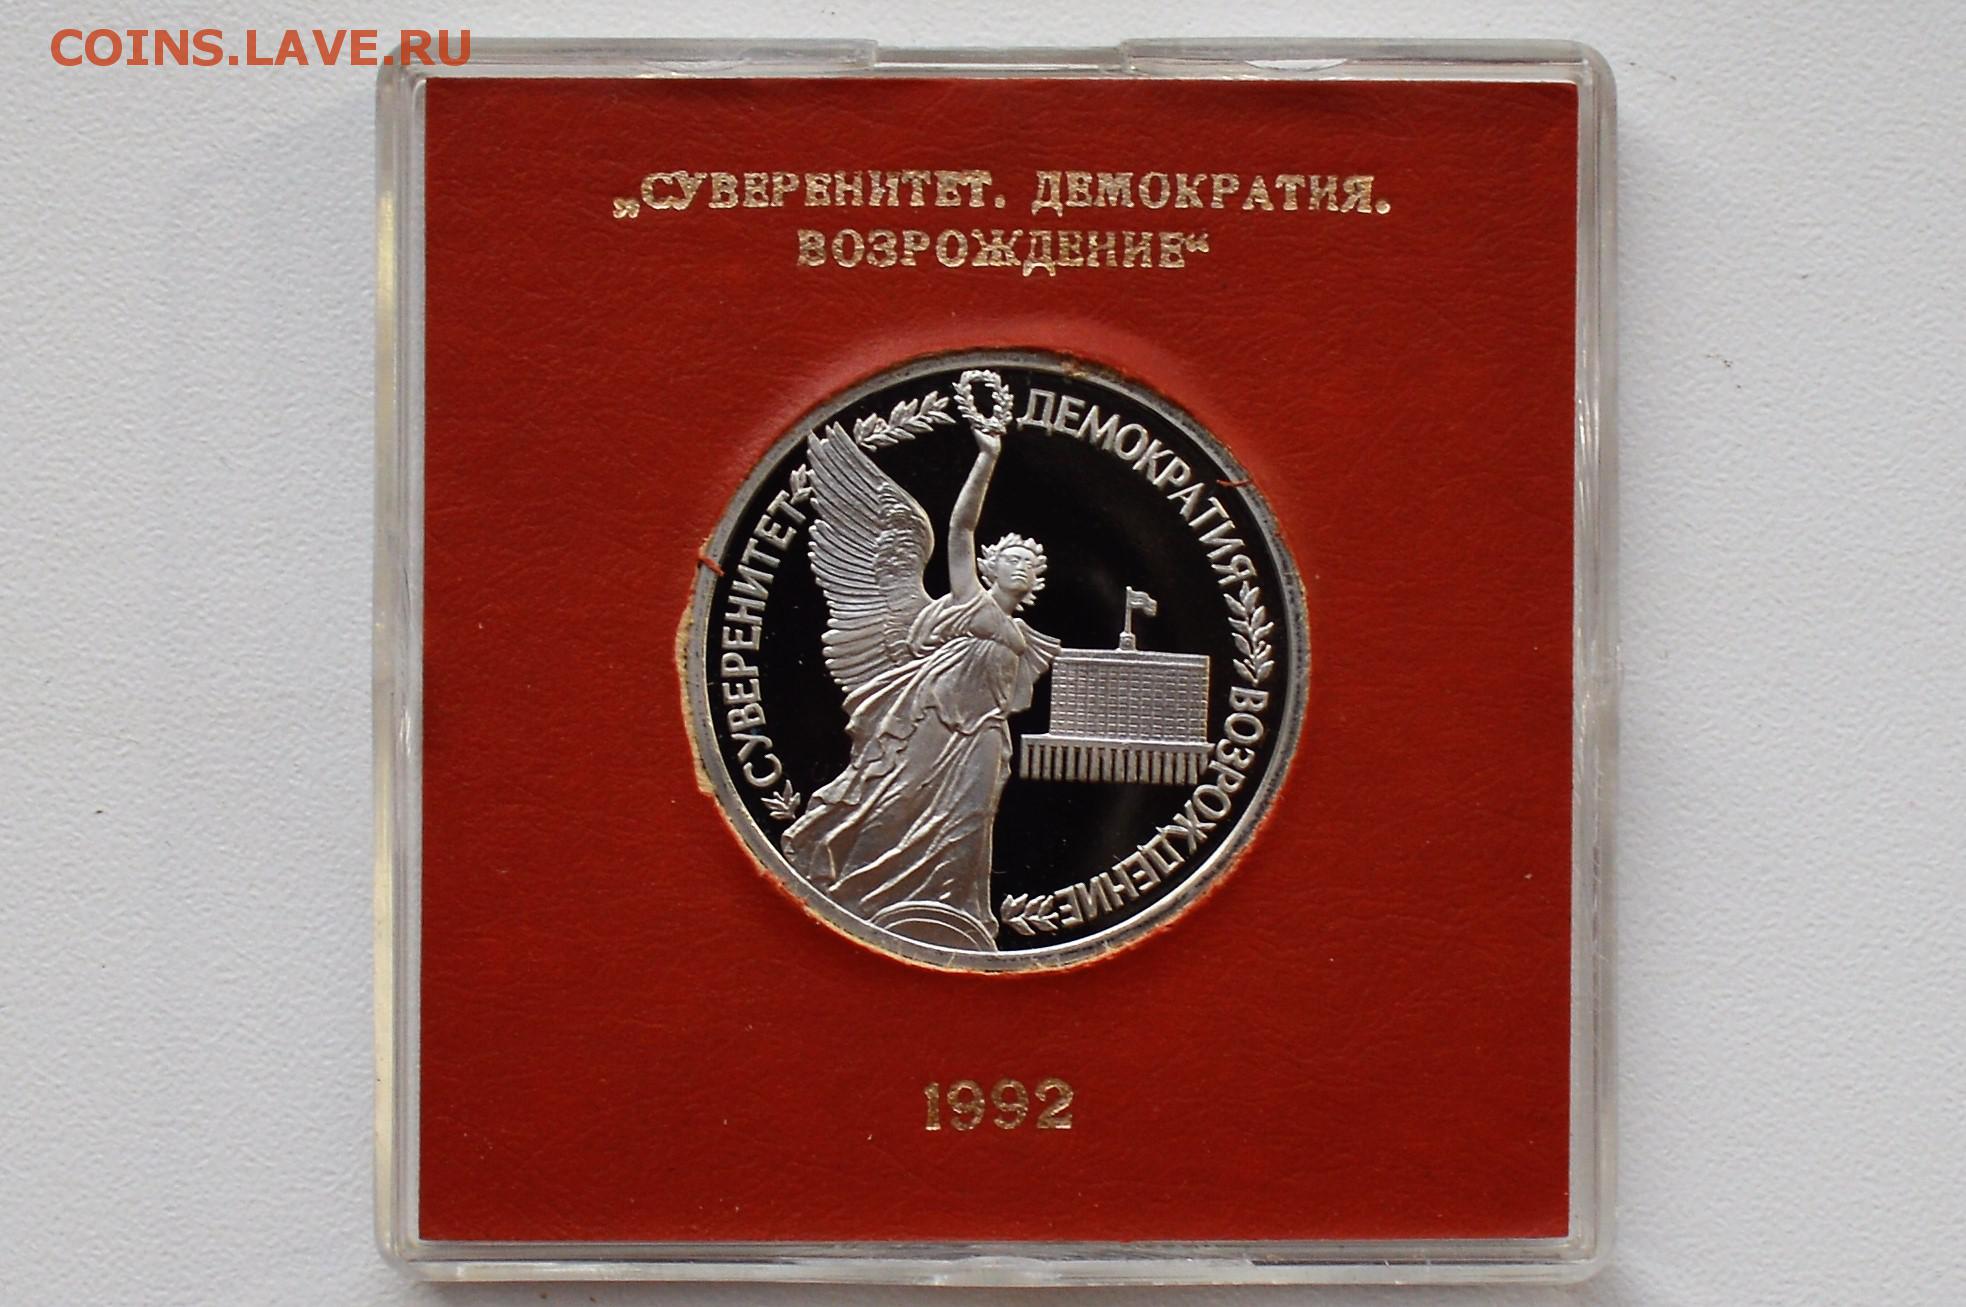 COINS.LAVE.RU
„СУВЕРЕНИТЕТ. ДЕМОКРАТИЯ.
ВОЗРОЖДЕНИЕ“
СУВЕРЕНИТЕТ
ДЕМОКРАТИЯ
ВОЗРОЖДЕНИЕ
1992